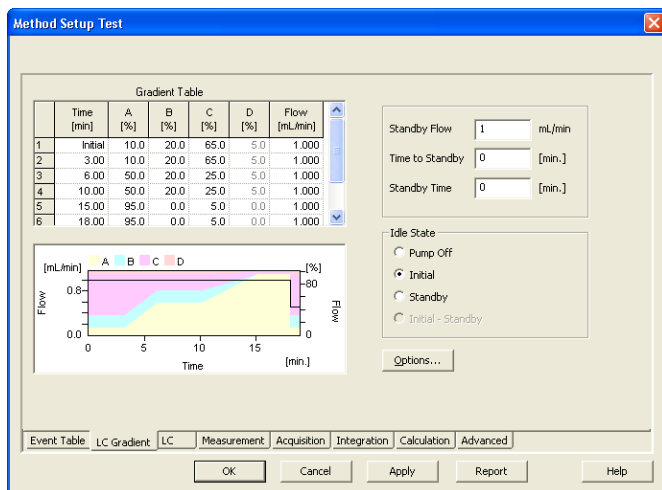 Method Setup Test
Gradient Table
Time [min] A [%] B [%] C [%] D [%] Flow [mL/min]
1 Initial 10.0 20.0 65.0 5.0 1.000
2 3.00 10.0 20.0 65.0 5.0 1.000
3 6.00 50.0 20.0 25.0 5.0 1.000
4 10.00 50.0 20.0 25.0 5.0 1.000
5 15.00 95.0 0.0 5.0 0.0 1.000
6 18.00 95.0 0.0 5.0 0.0 1.000
Standby Flow 1 mL/min
Time to Standby 0 [min.]
Standby Time 0 [min.]
Idle State
Pump Off
Initial
Standby
Initial - Standby
Options...
[mL/min] A B C D [%]
0.8 80
Flow Flow
0.0 0
0 5 10 15
Time [min.]
Event Table LC Gradient LC Measurement Acquisition Integration Calculation Advanced
OK Cancel Apply Report Help